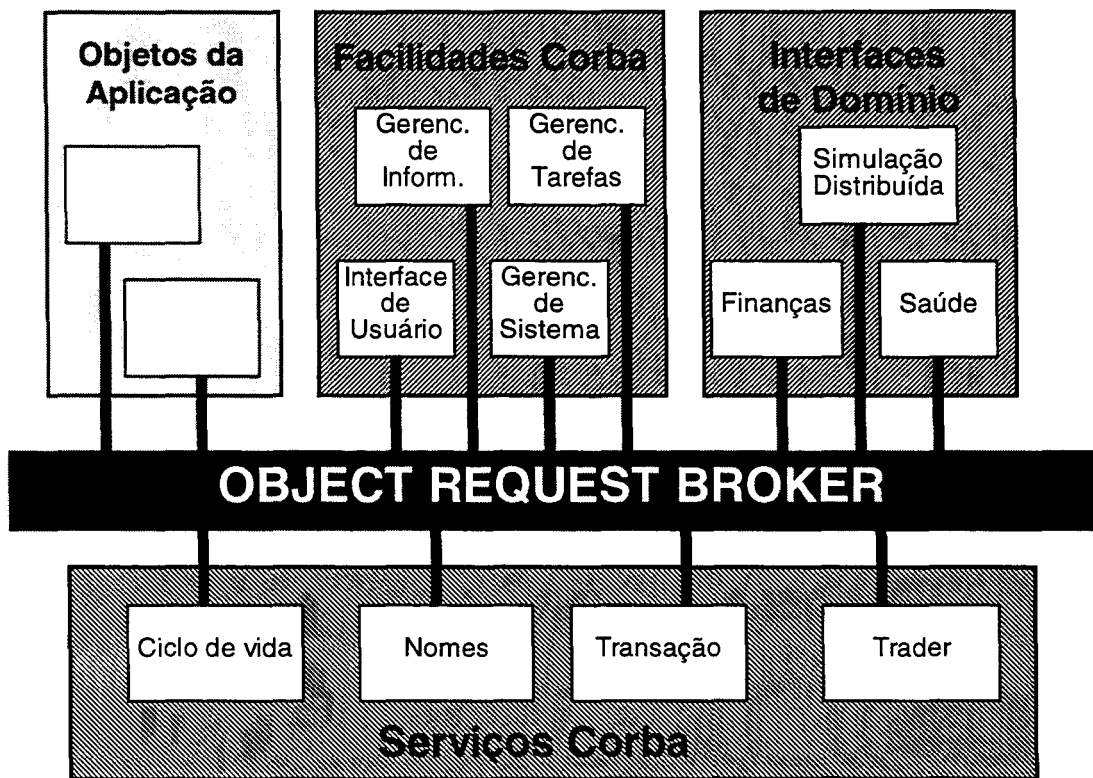 Objetos da
Aplicação
Facilidades Corba
Gerenc.
de
Inform.
Gerenc.
de
Tarefas
Interface
de
Usuário
Gerenc.
de
Sistema
Interfaces
de Domínio
Simulação
Distribuída
Finanças
Saúde
OBJECT REQUEST BROKER
Ciclo de vida
Nomes
Transação
Trader
Serviços Corba